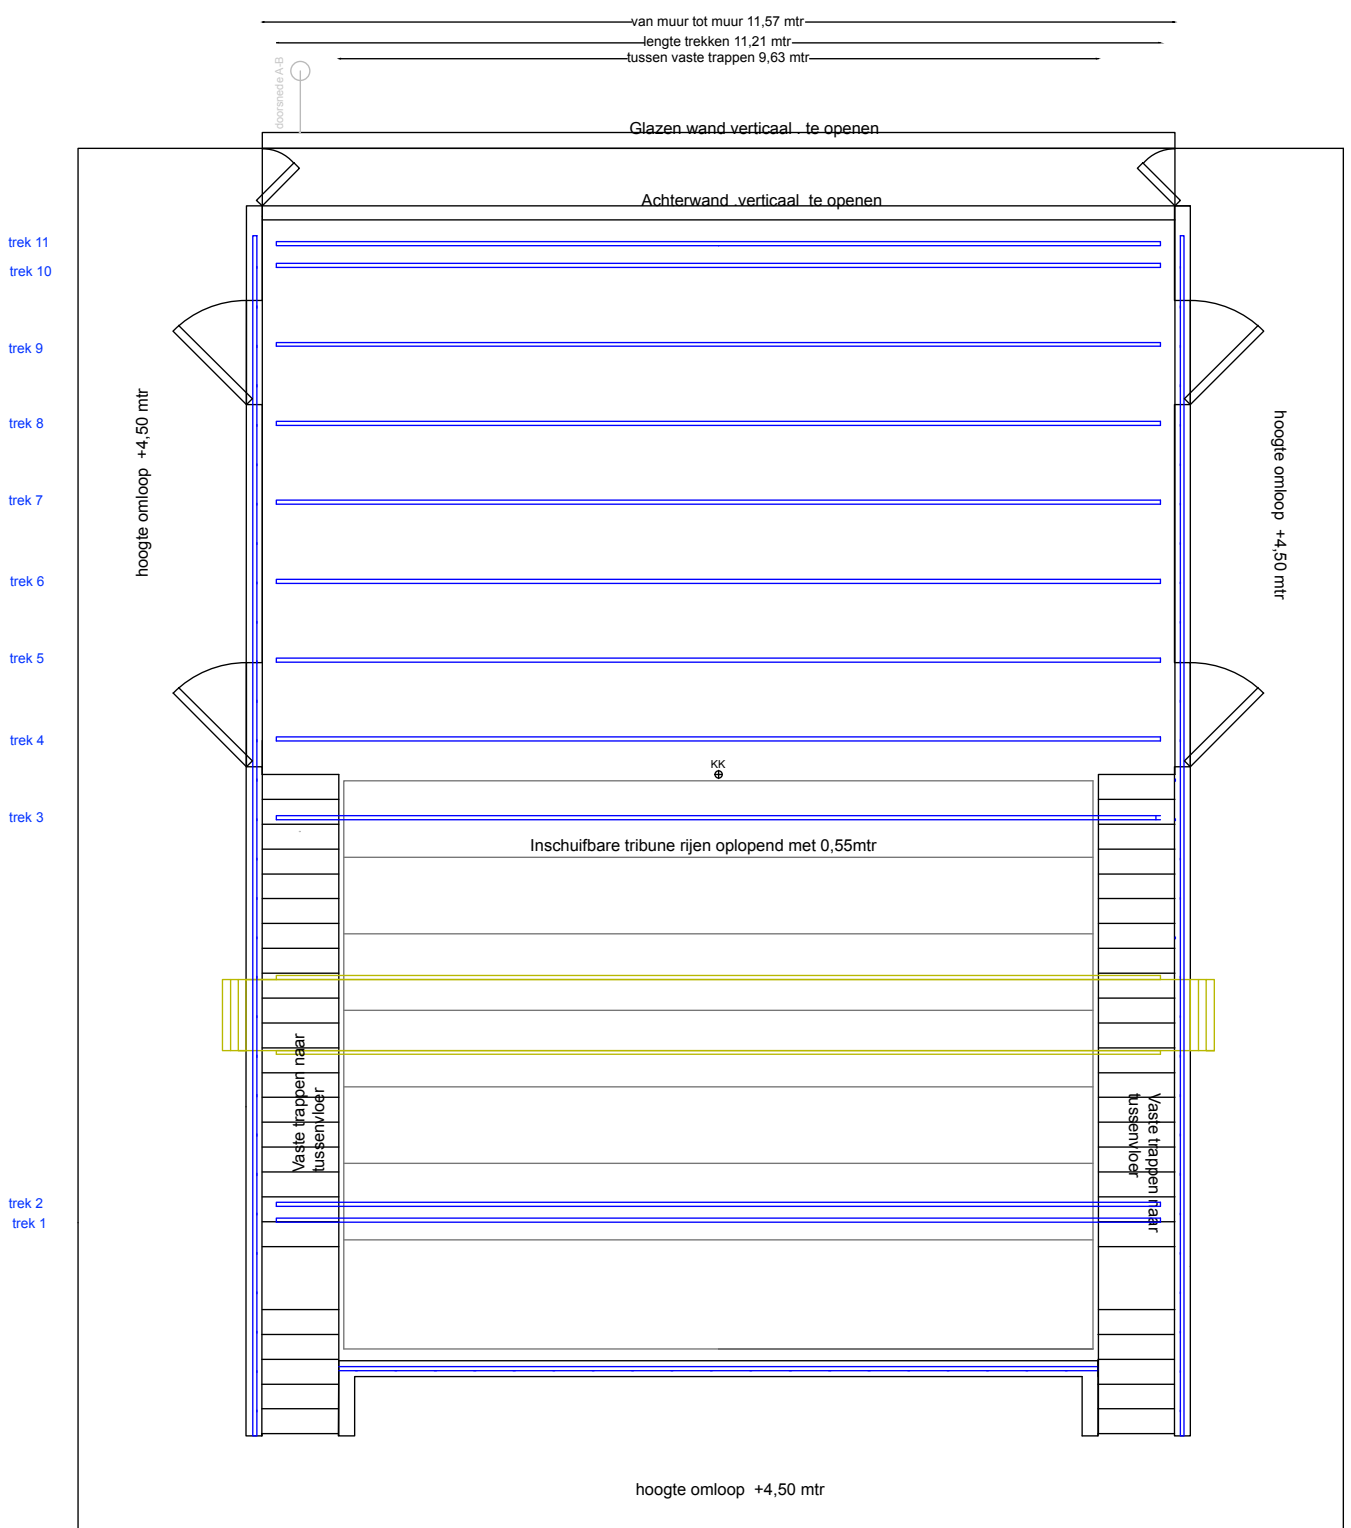 van muur tot muur 11,57 mtr
lengte trekken 11,21 mtr
tussen vaste trappen 9,63 mtr
doorsnede A-B
Glazen wand verticaal . te openen
Achterwand .verticaal te openen
trek 11
trek 10
trek 9
trek 8
trek 7
trek 6
trek 5
trek 4
trek 3
hoogte omloop +4,50 mtr
hoogte omloop +4,50 mtr
KK
Inschuifbare tribune rijen oplopend met 0,55mtr
Vaste trappen naar
tussenvloer
Vaste trappen naar
tussenvloer
trek 2
trek 1
hoogte omloop +4,50 mtr